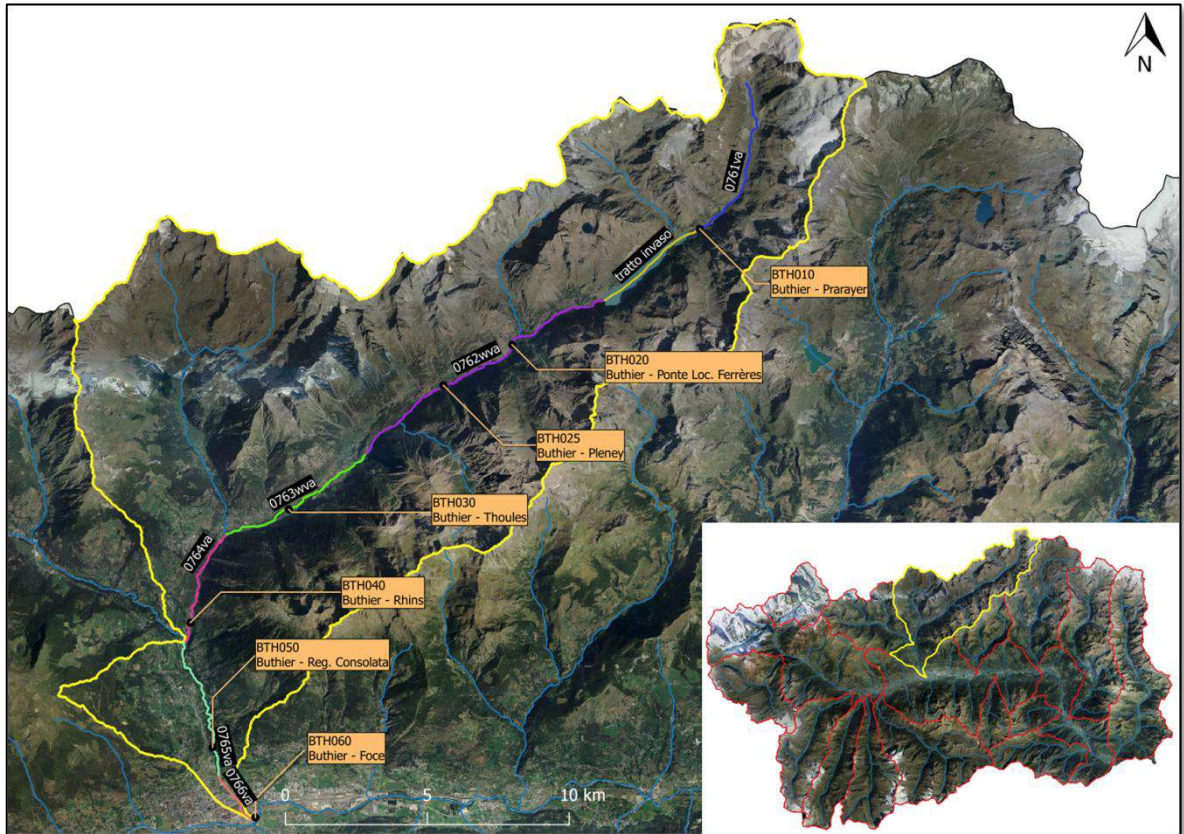 N
0761va
tratto invaso
BTH010
Buthier - Prarayer
0762wva
BTH020
Buthier - Ponte Loc. Ferrères
BTH025
Buthier - Pleney
0763wva
BTH030
Buthier - Thoules
0764va
BTH040
Buthier - Rhins
BTH050
Buthier - Reg. Consolata
0765va
0766va
BTH060
Buthier - Foce
0 5 10 km